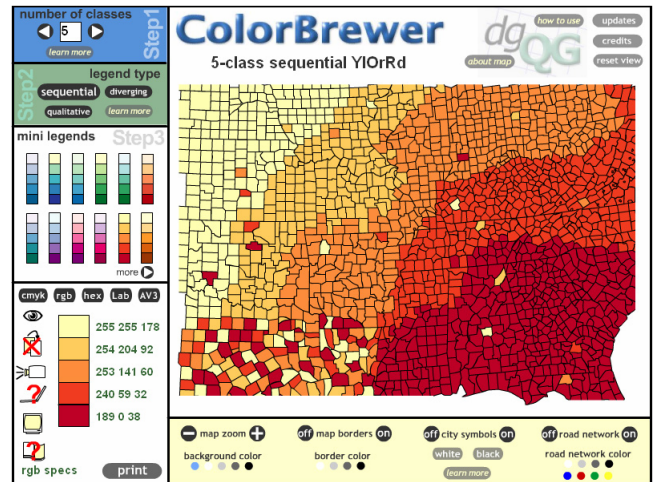 number of classes
5
learn more
Step1
ColorBrewer
5-class sequential YlOrRd
dg
QG
how to use
updates
credits
about map
reset view
Step2
legend type
sequential
diverging
qualitative
learn more
mini legends
Step3
more
cmyk rgb hex Lab AV3
255 255 178
254 204 92
253 141 60
240 59 32
189 0 38
rgb specs
print
map zoom
off map borders on
off city symbols on
off road network on
background color
border color
white black
road network color
learn more